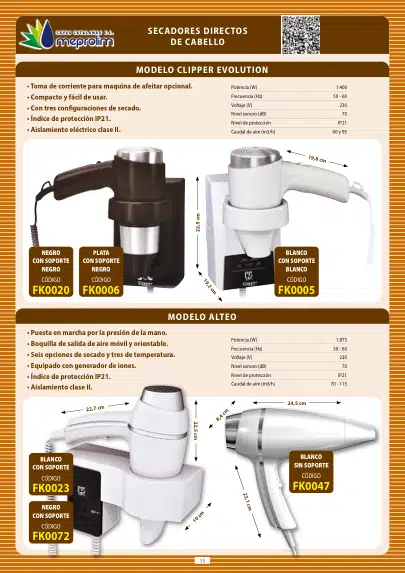 CAYAS CATALANAS S.L.
meprolim
SECADORES DIRECTOS
DE CABELLO
MODELO CLIPPER EVOLUTION
• Toma de corriente para maquina de afeitar opcional.
• Compacto y fácil de usar.
• Con tres configuraciones de secado.
• Índice de protección IP21.
• Aislamiento eléctrico clase II.
Potencia (W) 1.400
Frecuencia (Hz) 50 - 60
Voltaje (V) 230
Nivel sonoro (dB) 70
Nivel de protección IP21
Caudal de aire (m3/h) 60 y 95
19,8 cm
22,5 cm
19,3 cm
NEGRO
CON SOPORTE
NEGRO
CÓDIGO
FK0020
PLATA
CON SOPORTE
NEGRO
CÓDIGO
FK0006
BLANCO
CON SOPORTE
BLANCO
CÓDIGO
FK0005
MODELO ALTEO
• Puesta en marcha por la presión de la mano.
• Boquilla de salida de aire móvil y orientable.
• Seis opciones de secado y tres de temperatura.
• Equipado con generador de iones.
• Índice de protección IP21.
• Aislamiento clase II.
Potencia (W) 1.875
Frecuencia (Hz) 50 - 60
Voltaje (V) 230
Nivel sonoro (dB) 70
Nivel de protección IP21
Caudal de aire (m3/h) 70 - 115
22,7 cm
22,5 cm
10 cm
8,4 cm
24,5 cm
23,1 cm
BLANCO
CON SOPORTE
CÓDIGO
FK0023
NEGRO
CON SOPORTE
CÓDIGO
FK0072
BLANCO
SIN SOPORTE
CÓDIGO
FK0047